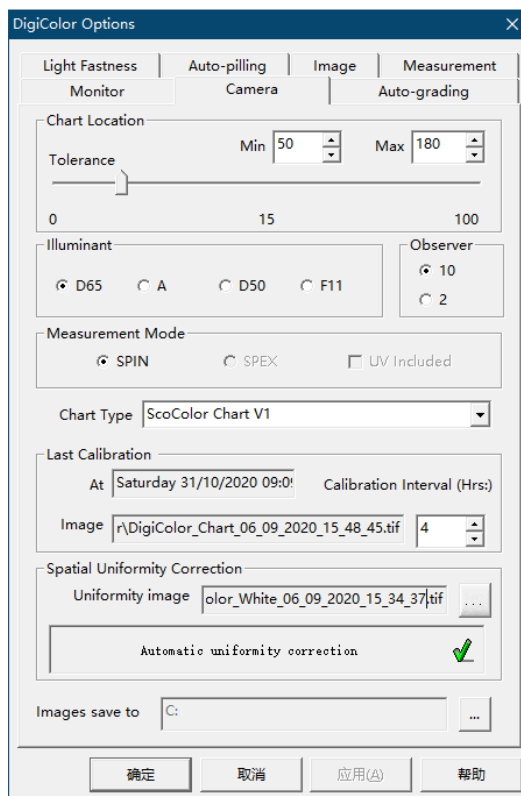 DigiColor Options
Light Fastness Auto-pilling Image Measurement
Monitor Camera Auto-grading
Chart Location
Min 50 Max 180
Tolerance
0 15 100
Illuminant Observer
D65 A D50 F11 10
2
Measurement Mode
SPIN SPEX UV Included
Chart Type ScoColor Chart V1
Last Calibration
At Saturday 31/10/2020 09:09 Calibration Interval (Hrs:)
Image r\DigiColor_Chart_06_09_2020_15_48_45.tif 4
Spatial Uniformity Correction
Uniformity image olor_White_06_09_2020_15_34_37.tif ...
Automatic uniformity correction
Images save to C: ...
确定 取消 应用(A) 帮助